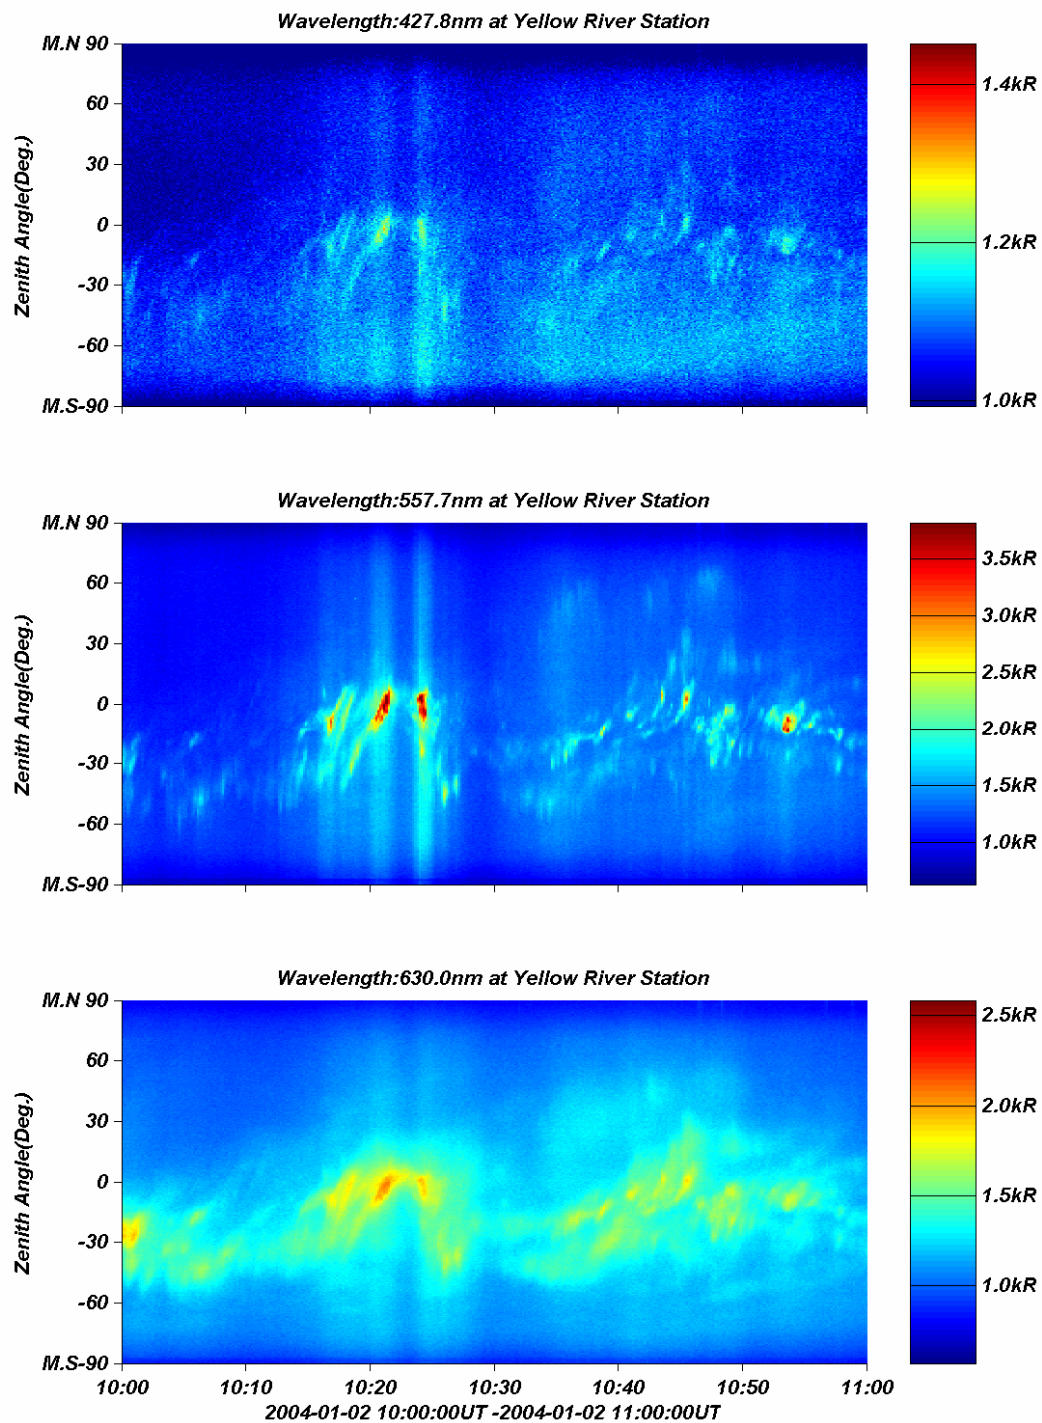 Wavelength:427.8nm at Yellow River Station
M.N 90
60
30
0
-30
-60
M.S-90
Zenith Angle(Deg.)
1.4kR
1.2kR
1.0kR
Wavelength:557.7nm at Yellow River Station
M.N 90
60
30
0
-30
-60
M.S-90
Zenith Angle(Deg.)
3.5kR
3.0kR
2.5kR
2.0kR
1.5kR
1.0kR
Wavelength:630.0nm at Yellow River Station
M.N 90
60
30
0
-30
-60
M.S-90
Zenith Angle(Deg.)
2.5kR
2.0kR
1.5kR
1.0kR
10:00 10:10 10:20 10:30 10:40 10:50 11:00
2004-01-02 10:00:00UT -2004-01-02 11:00:00UT